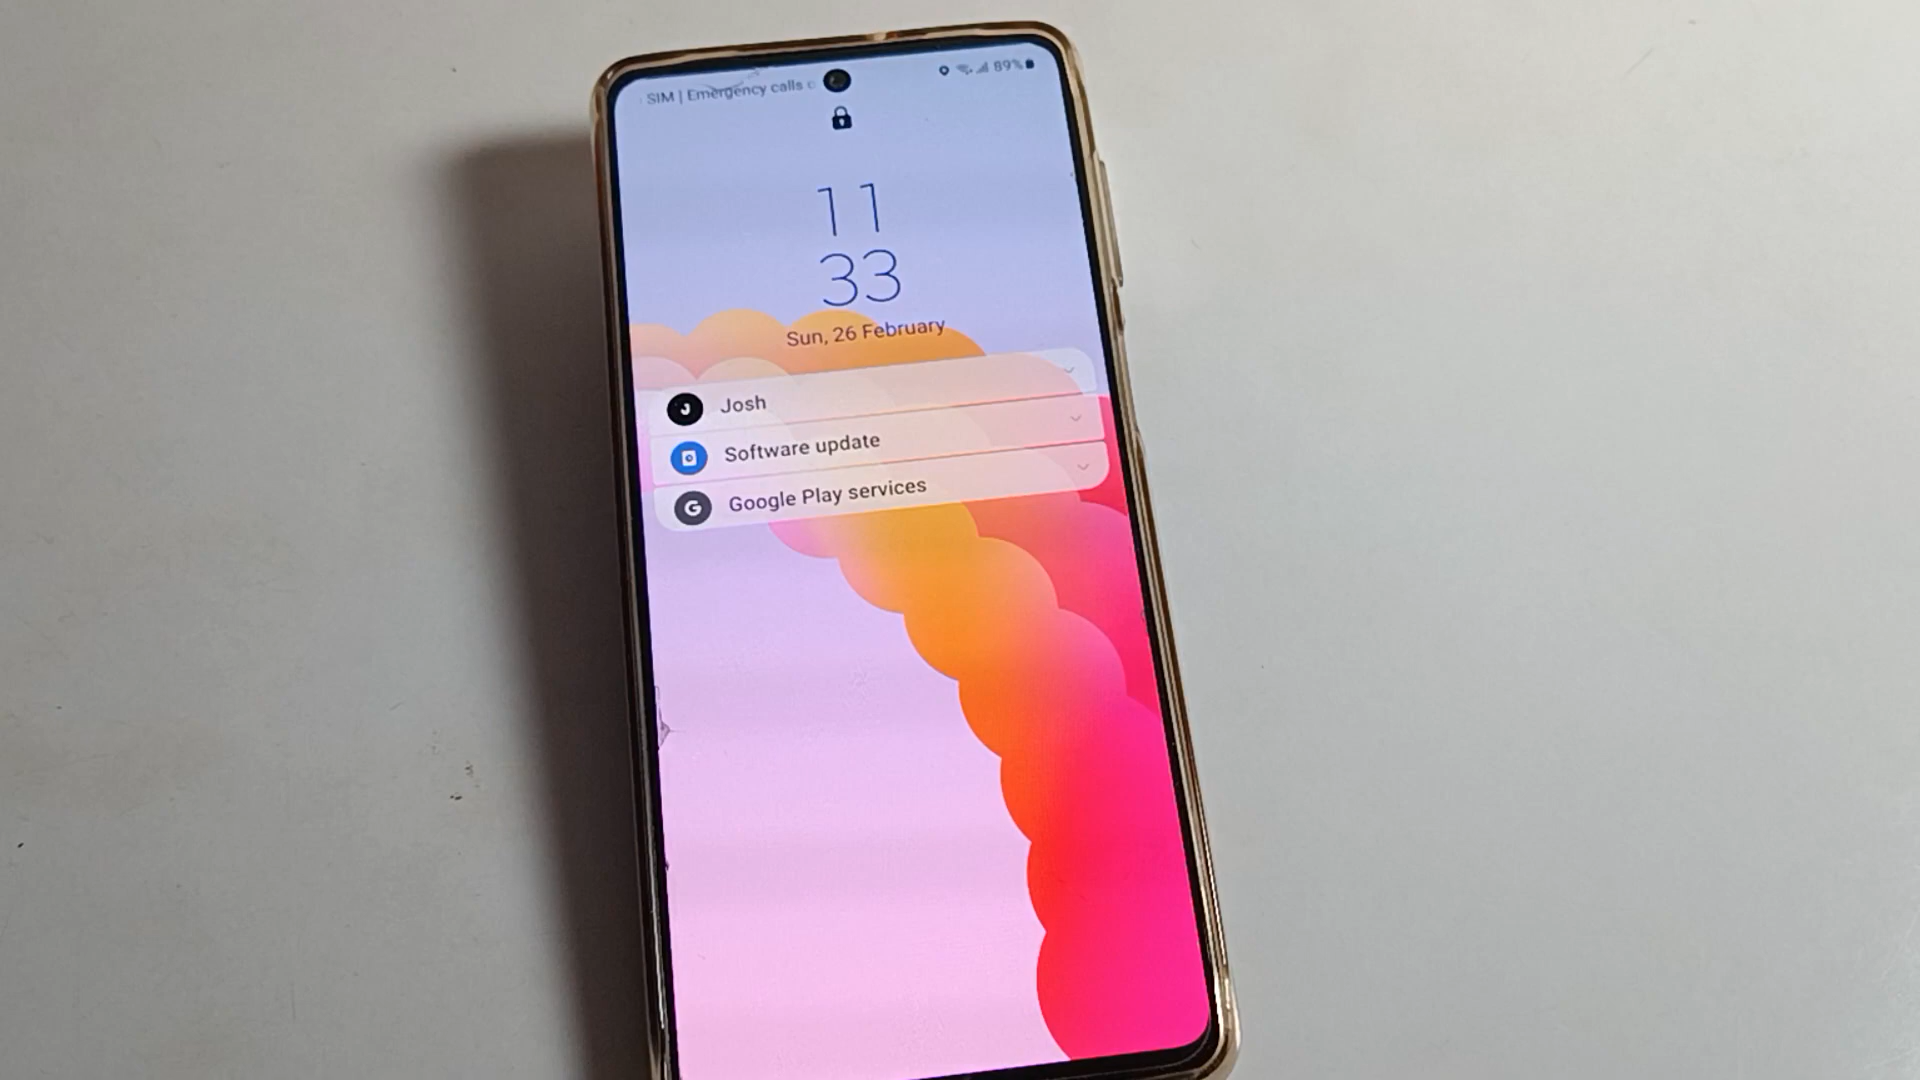 SIM | Emergency calls
89%
11
33
Sun, 26 February
Josh
Software update
Google Play services